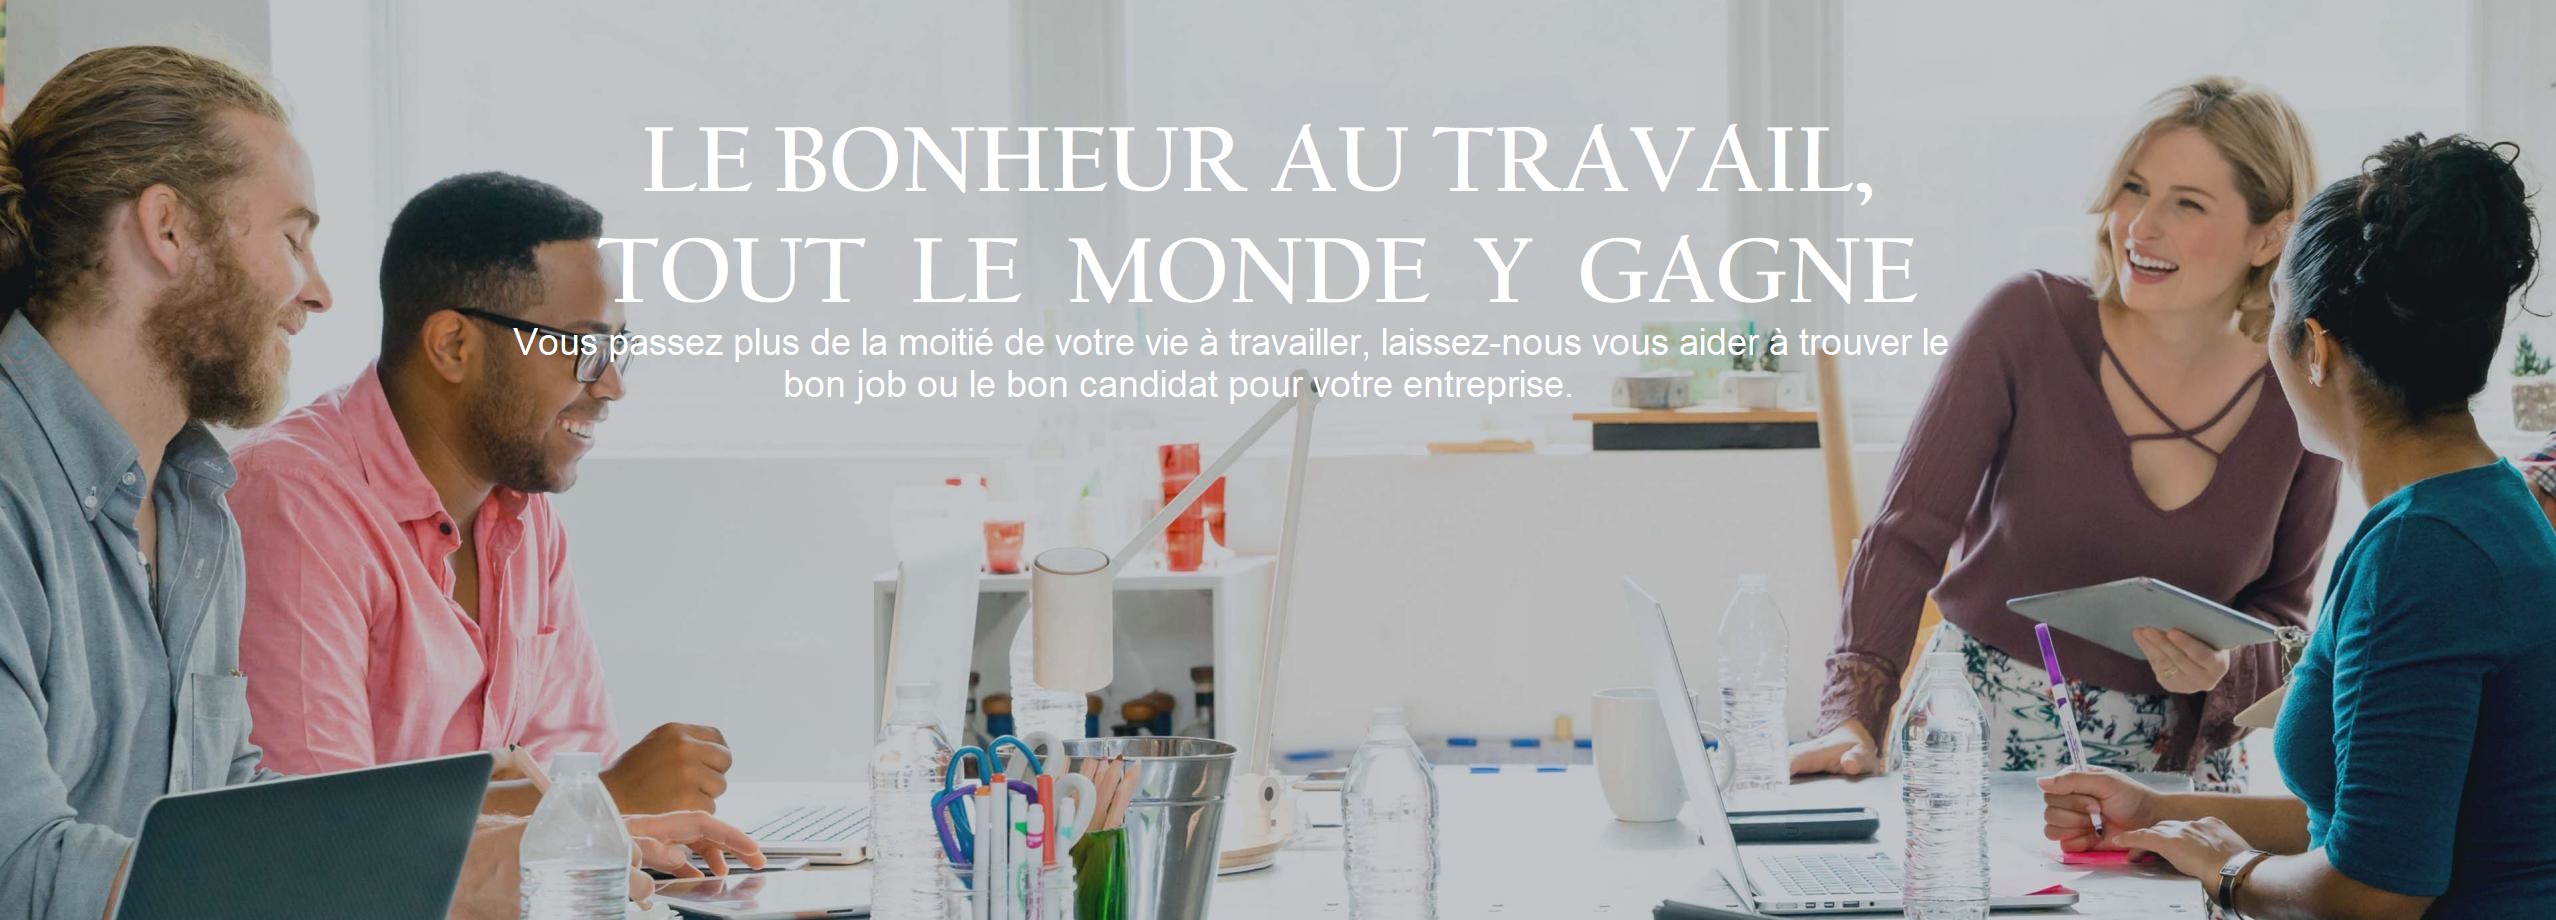 LE BONHEUR AU TRAVAIL,
TOUT LE MONDE Y GAGNE
Vous passez plus de la moitié de votre vie à travailler, laissez-nous vous aider à trouver le
bon job ou le bon candidat pour votre entreprise.